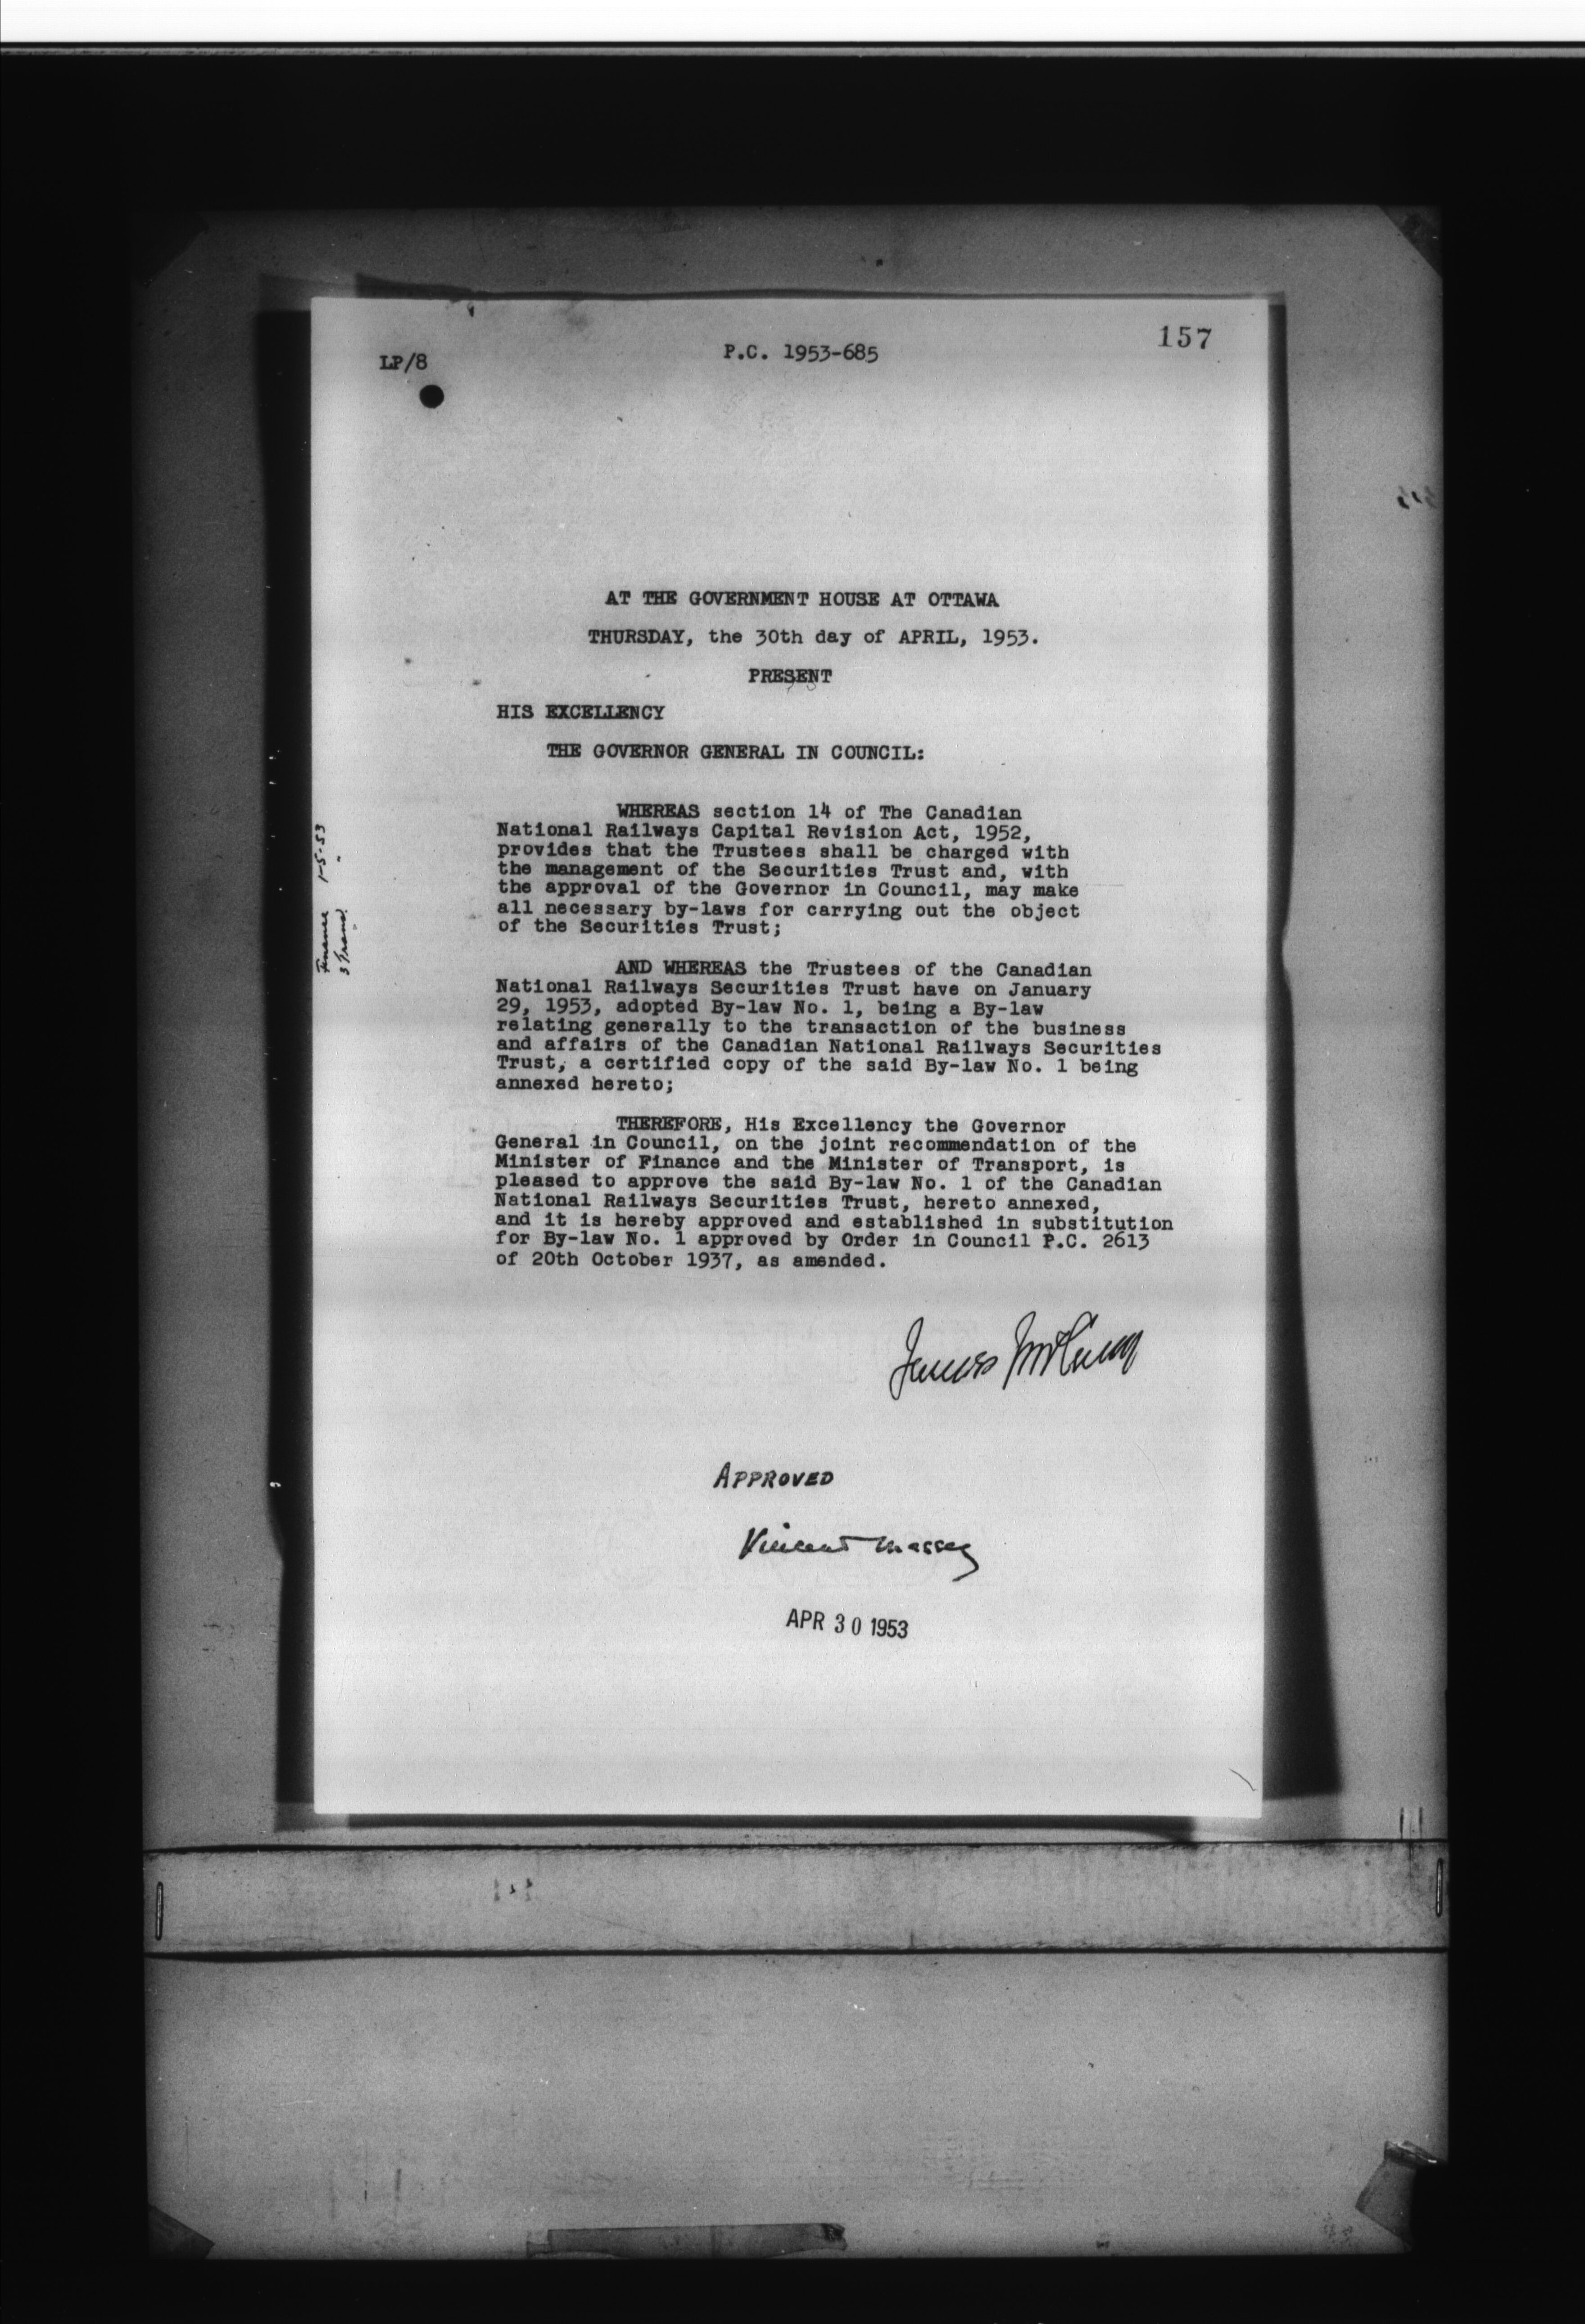 157
P.C. 1953-685
LP/8
AT THE GOVERNMENT HOUSE AT OTTAWA
THURSDAY, the 30th day of APRIL, 1953.
PRESENT
HIS EXCELLENCY
THE GOVERNOR GENERAL IN COUNCIL:
WHEREAS section 14 of The Canadian
National Railways Capital Revision Act, 1952,
provides that the Trustees shall be charged with
the management of the Securities Trust and, with
the approval of the Governor in Council, may make
all necessary by-laws for carrying out the object
of the Securities Trust;
AND WHEREAS the Trustees of the Canadian
National Railways Securities Trust have on January
29, 1953, adopted By-law No. 1, being a By-law
relating generally to the transaction of the business
and affairs of the Canadian National Railways Securities
Trust, a certified copy of the said By-law No. 1 being
annexed hereto;
THEREFORE, His Excellency the Governor
General in Council, on the joint recommendation of the
Minister of Finance and the Minister of Transport, is
pleased to approve the said By-law No. 1 of the Canadian
National Railways Securities Trust, hereto annexed,
and it is hereby approved and established in substitution
for By-law No. 1 approved by Order in Council P.C. 2613
of 20th October 1937, as amended.
James
APPROVED
Vincent Massey
APR 30 1953
Finance 1-5-53
3 Trans.